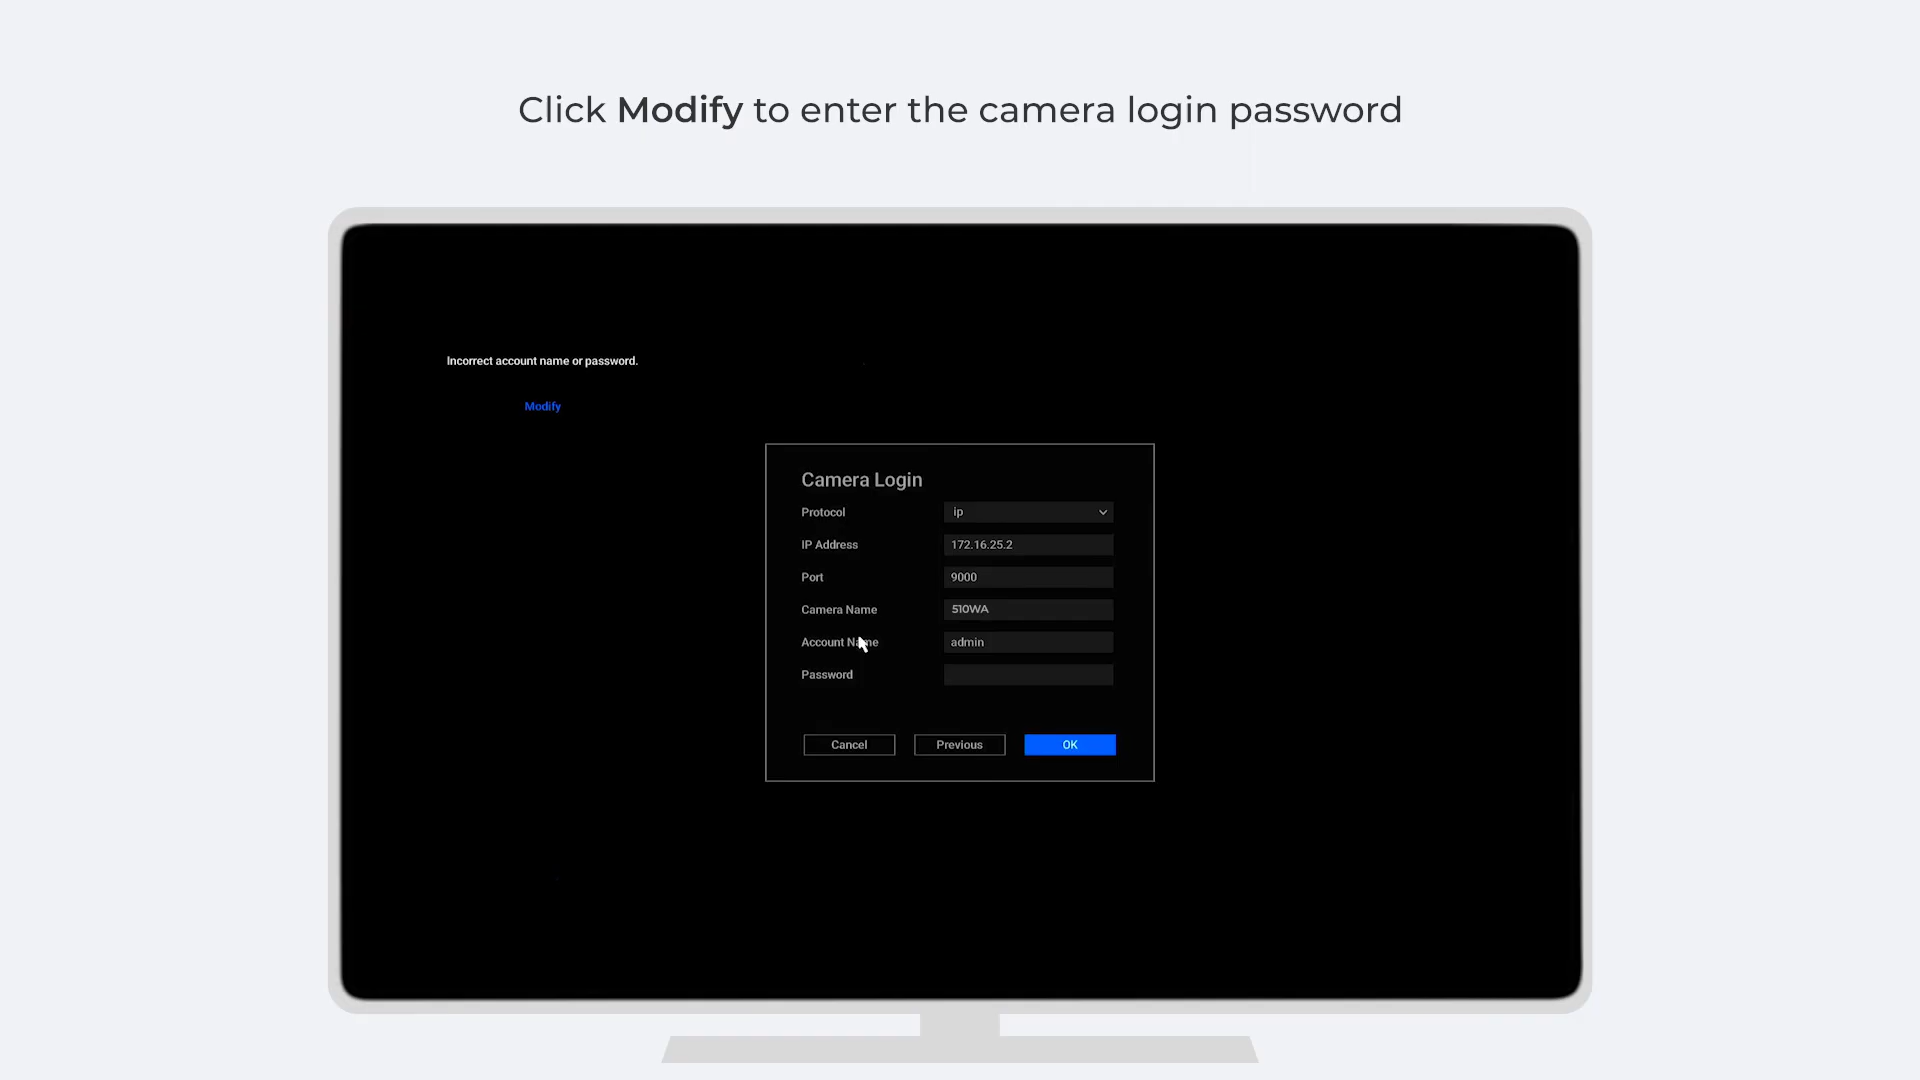 Click Modify to enter the camera login password
Incorrect account name or password.
Modify
Camera Login
Protocol ip
IP Address 172.16.25.2
Port 9000
Camera Name 510WA
Account Name admin
Password
Cancel Previous OK